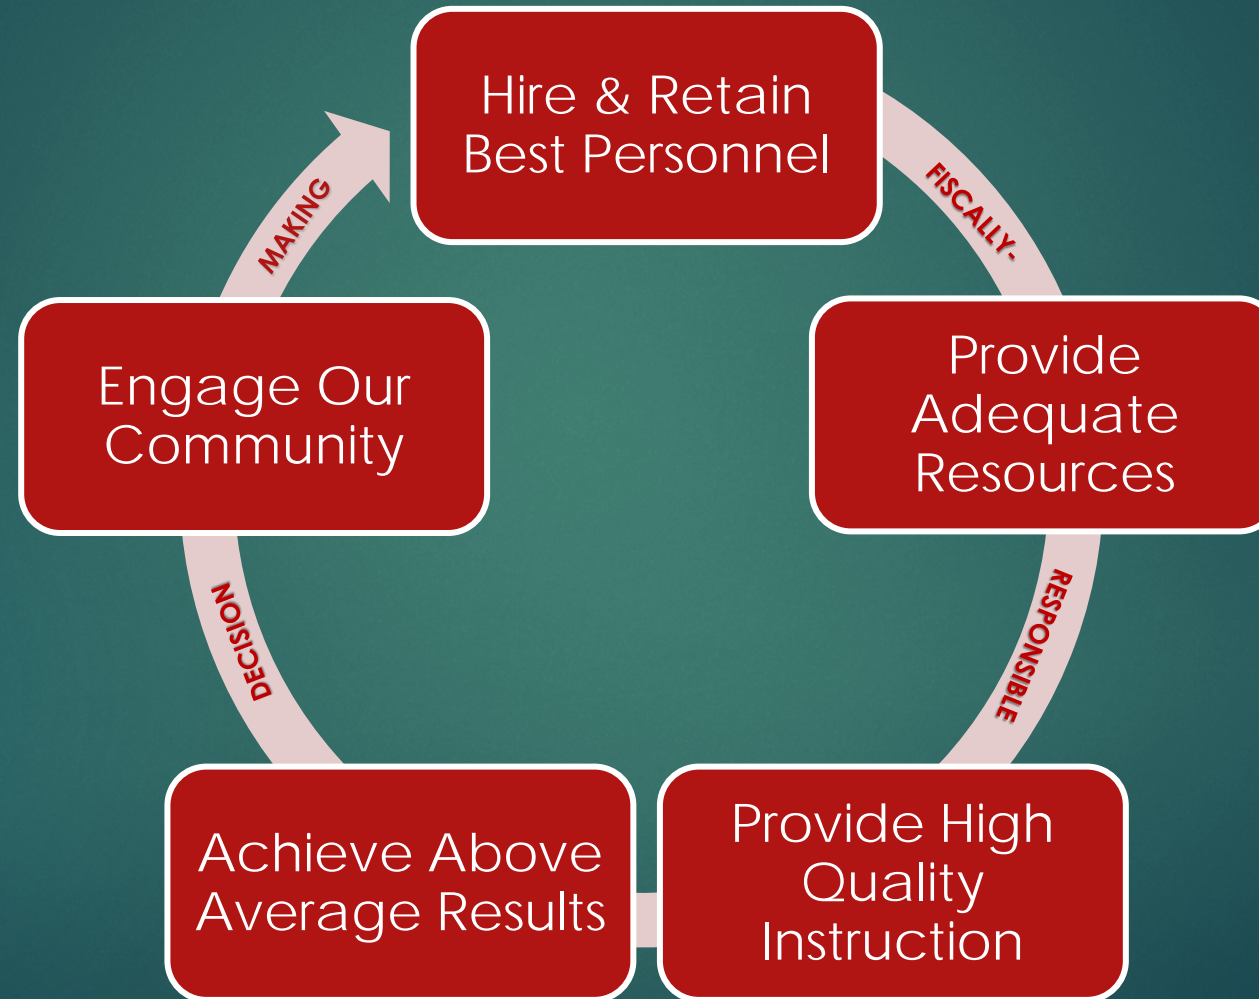 Hire & Retain
Best Personnel
FISCALLY-
Provide
Adequate
Resources
RESPONSIBLE
Provide High
Quality
Instruction
Achieve Above
Average Results
DECISION
Engage Our
Community
MAKING